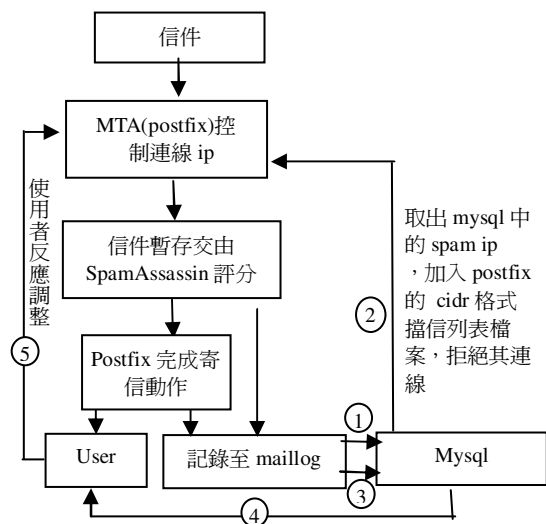 信件
MTA(postfix)控
制連線 ip
信件暫存交由
SpamAssassin 評分
Postfix 完成寄
信動作
User
記錄至 maillog
Mysql
使用者反應調整
⑤
取出 mysql 中
的 spam ip
，加入 postfix
的 cidr 格式
擋信列表檔
案，拒絕其連
線
②
①
③
④